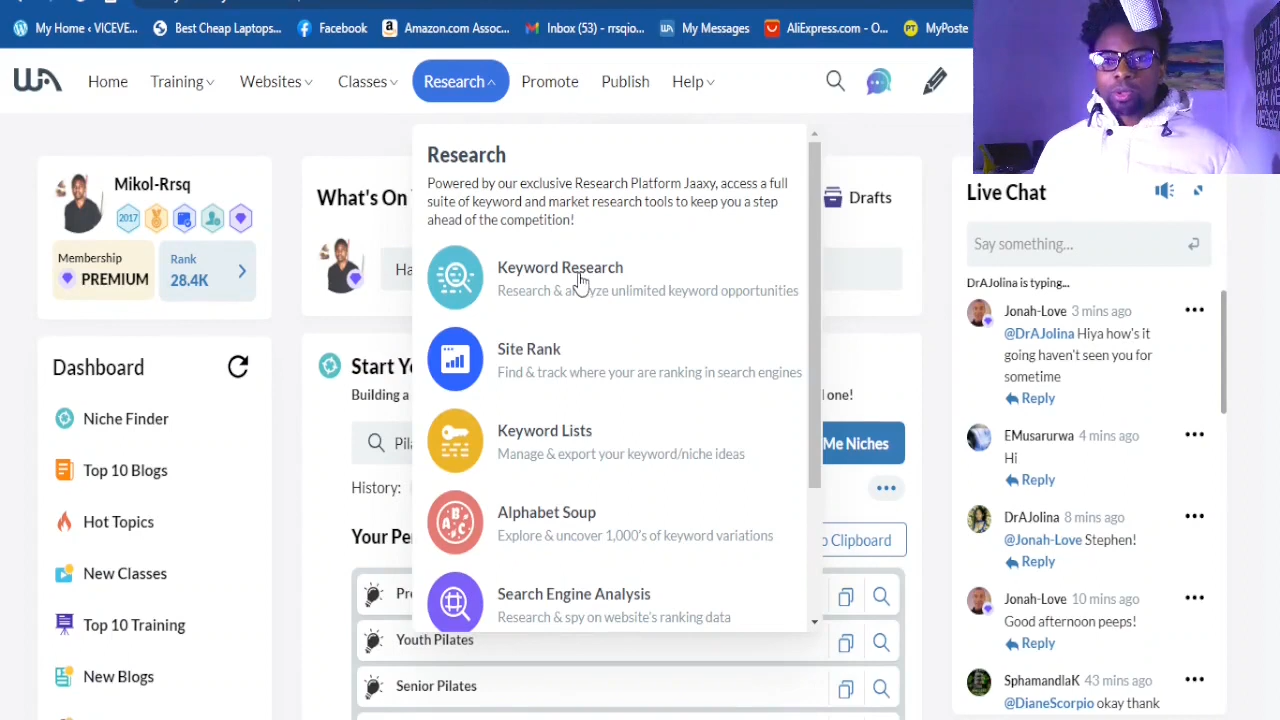 My Home ‹ VICEVE...
Best Cheap Laptops...
Facebook
Amazon.com Assoc...
Inbox (53) - rrsqio...
My Messages
AliExpress.com - O...
MyPoste
WA
Home
Training
Websites
Classes
Research
Promote
Publish
Help
Mikol-Rrsq
2017
Membership
PREMIUM
Rank
28.4K
Dashboard
Niche Finder
Top 10 Blogs
Hot Topics
New Classes
Top 10 Training
New Blogs
What's On
Drafts
Ha
Start Yo
Building a
l one!
Pila
Me Niches
History:
Your Pe
o Clipboard
Pre
Youth Pilates
Senior Pilates
Research
Powered by our exclusive Research Platform Jaaxy, access a full
suite of keyword and market research tools to keep you a step
ahead of the competition!
Keyword Research
Research & analyze unlimited keyword opportunities
Site Rank
Find & track where your are ranking in search engines
Keyword Lists
Manage & export your keyword/niche ideas
Alphabet Soup
Explore & uncover 1,000's of keyword variations
Search Engine Analysis
Research & spy on website's ranking data
Live Chat
Say something...
DrAJolina is typing...
Jonah-Love 3 mins ago
@DrAJolina Hiya how's it
going haven't seen you for
sometime
Reply
EMusarurwa 4 mins ago
Hi
Reply
DrAJolina 8 mins ago
@Jonah-Love Stephen!
Reply
Jonah-Love 10 mins ago
Good afternoon peeps!
Reply
SphamandlaK 43 mins ago
@DianeScorpio okay thank